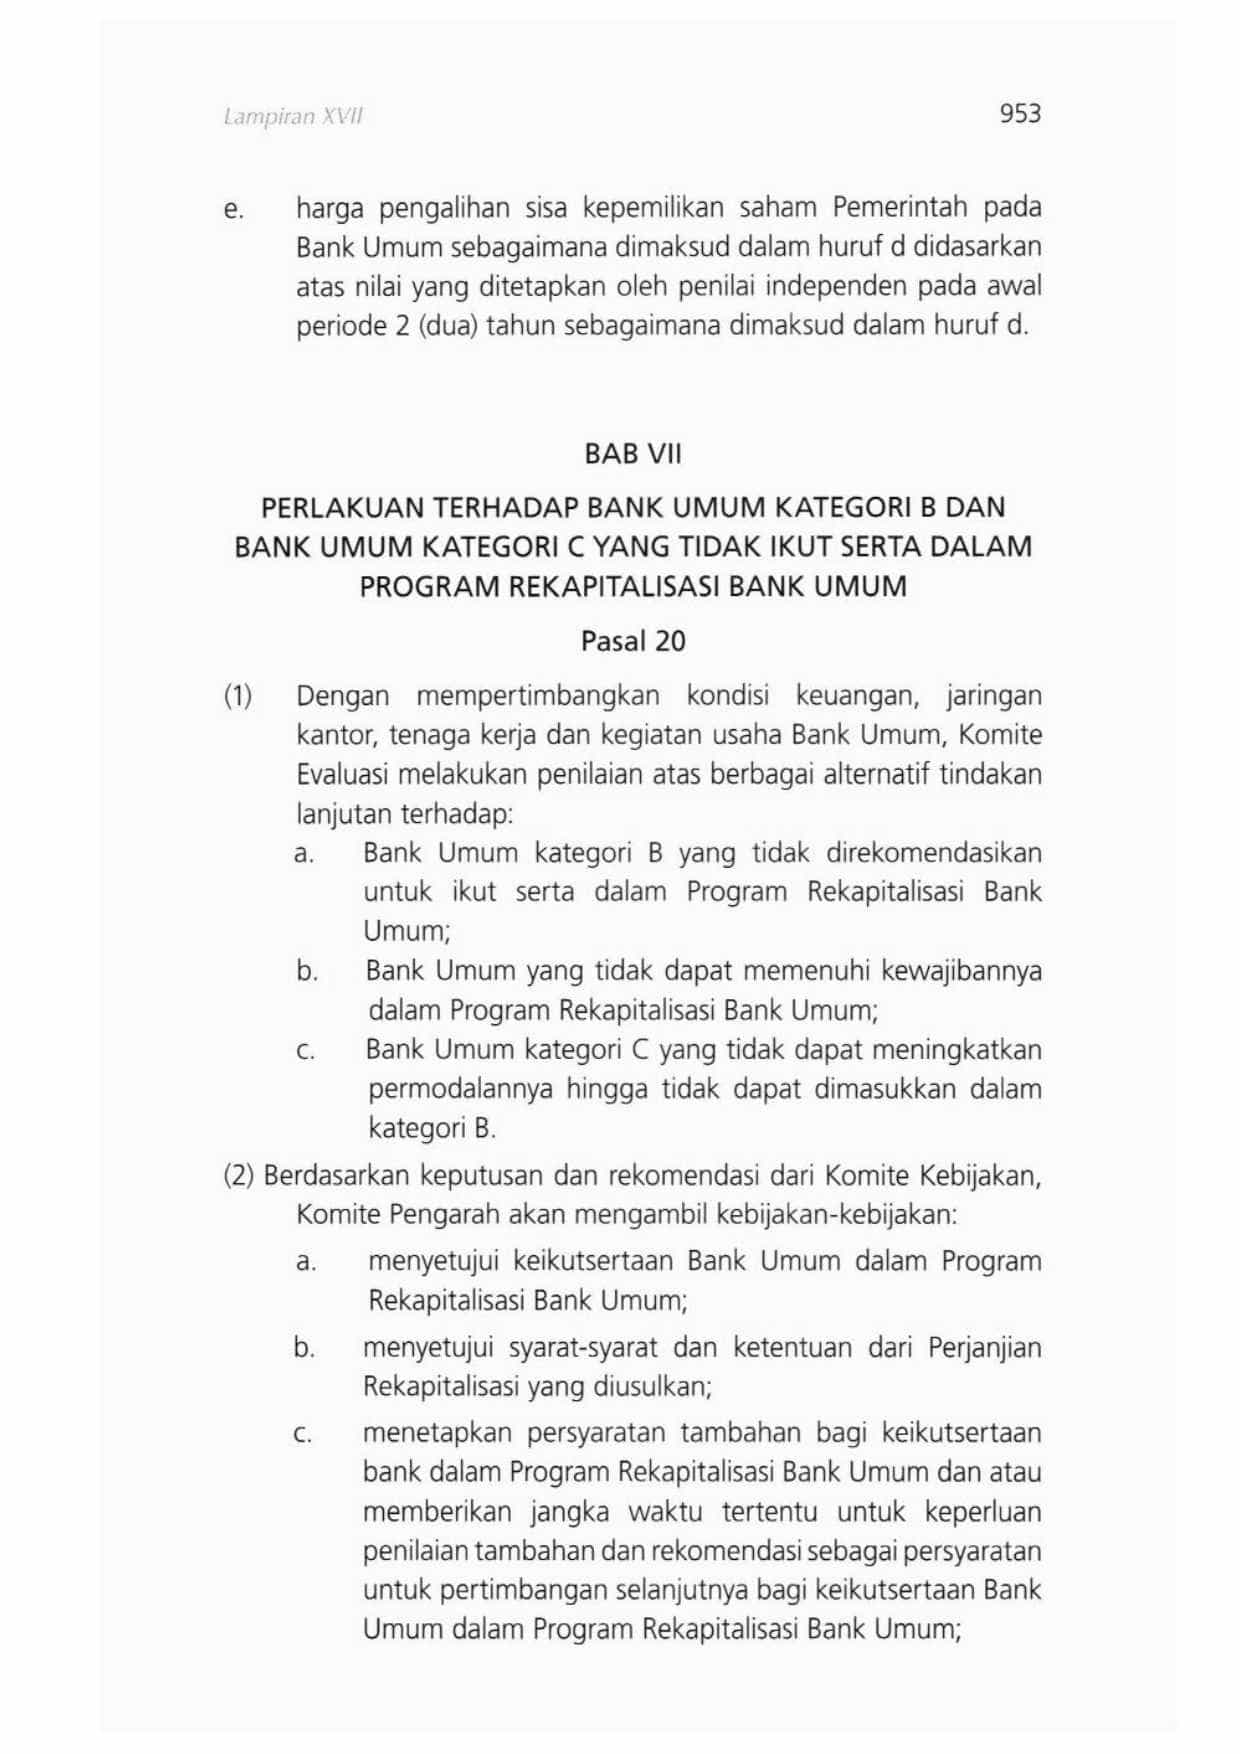 Lampiran XVII
953
e. harga pengalihan sisa kepemilikan saham Pemerintah pada
Bank Umum sebagaimana dimaksud dalam huruf d didasarkan
atas nilai yang ditetapkan oleh penilai independen pada awal
periode 2 (dua) tahun sebagaimana dimaksud dalam huruf d.
BAB VII
PERLAKUAN TERHADAP BANK UMUM KATEGORI B DAN
BANK UMUM KATEGORI C YANG TIDAK IKUT SERTA DALAM
PROGRAM REKAPITALISASI BANK UMUM
Pasal 20
(1) Dengan mempertimbangkan kondisi keuangan, jaringan
kantor, tenaga kerja dan kegiatan usaha Bank Umum, Komite
Evaluasi melakukan penilaian atas berbagai alternatif tindakan
lanjutan terhadap:
a. Bank Umum kategori B yang tidak direkomendasikan
untuk ikut serta dalam Program Rekapitalisasi Bank
Umum;
b. Bank Umum yang tidak dapat memenuhi kewajibannya
dalam Program Rekapitalisasi Bank Umum;
c. Bank Umum kategori C yang tidak dapat meningkatkan
permodalannya hingga tidak dapat dimasukkan dalam
kategori B.
(2) Berdasarkan keputusan dan rekomendasi dari Komite Kebijakan,
Komite Pengarah akan mengambil kebijakan-kebijakan:
a. menyetujui keikutsertaan Bank Umum dalam Program
Rekapitalisasi Bank Umum;
b. menyetujui syarat-syarat dan ketentuan dari Perjanjian
Rekapitalisasi yang diusulkan;
c. menetapkan persyaratan tambahan bagi keikutsertaan
bank dalam Program Rekapitalisasi Bank Umum dan atau
memberikan jangka waktu tertentu untuk keperluan
penilaian tambahan dan rekomendasi sebagai persyaratan
untuk pertimbangan selanjutnya bagi keikutsertaan Bank
Umum dalam Program Rekapitalisasi Bank Umum;